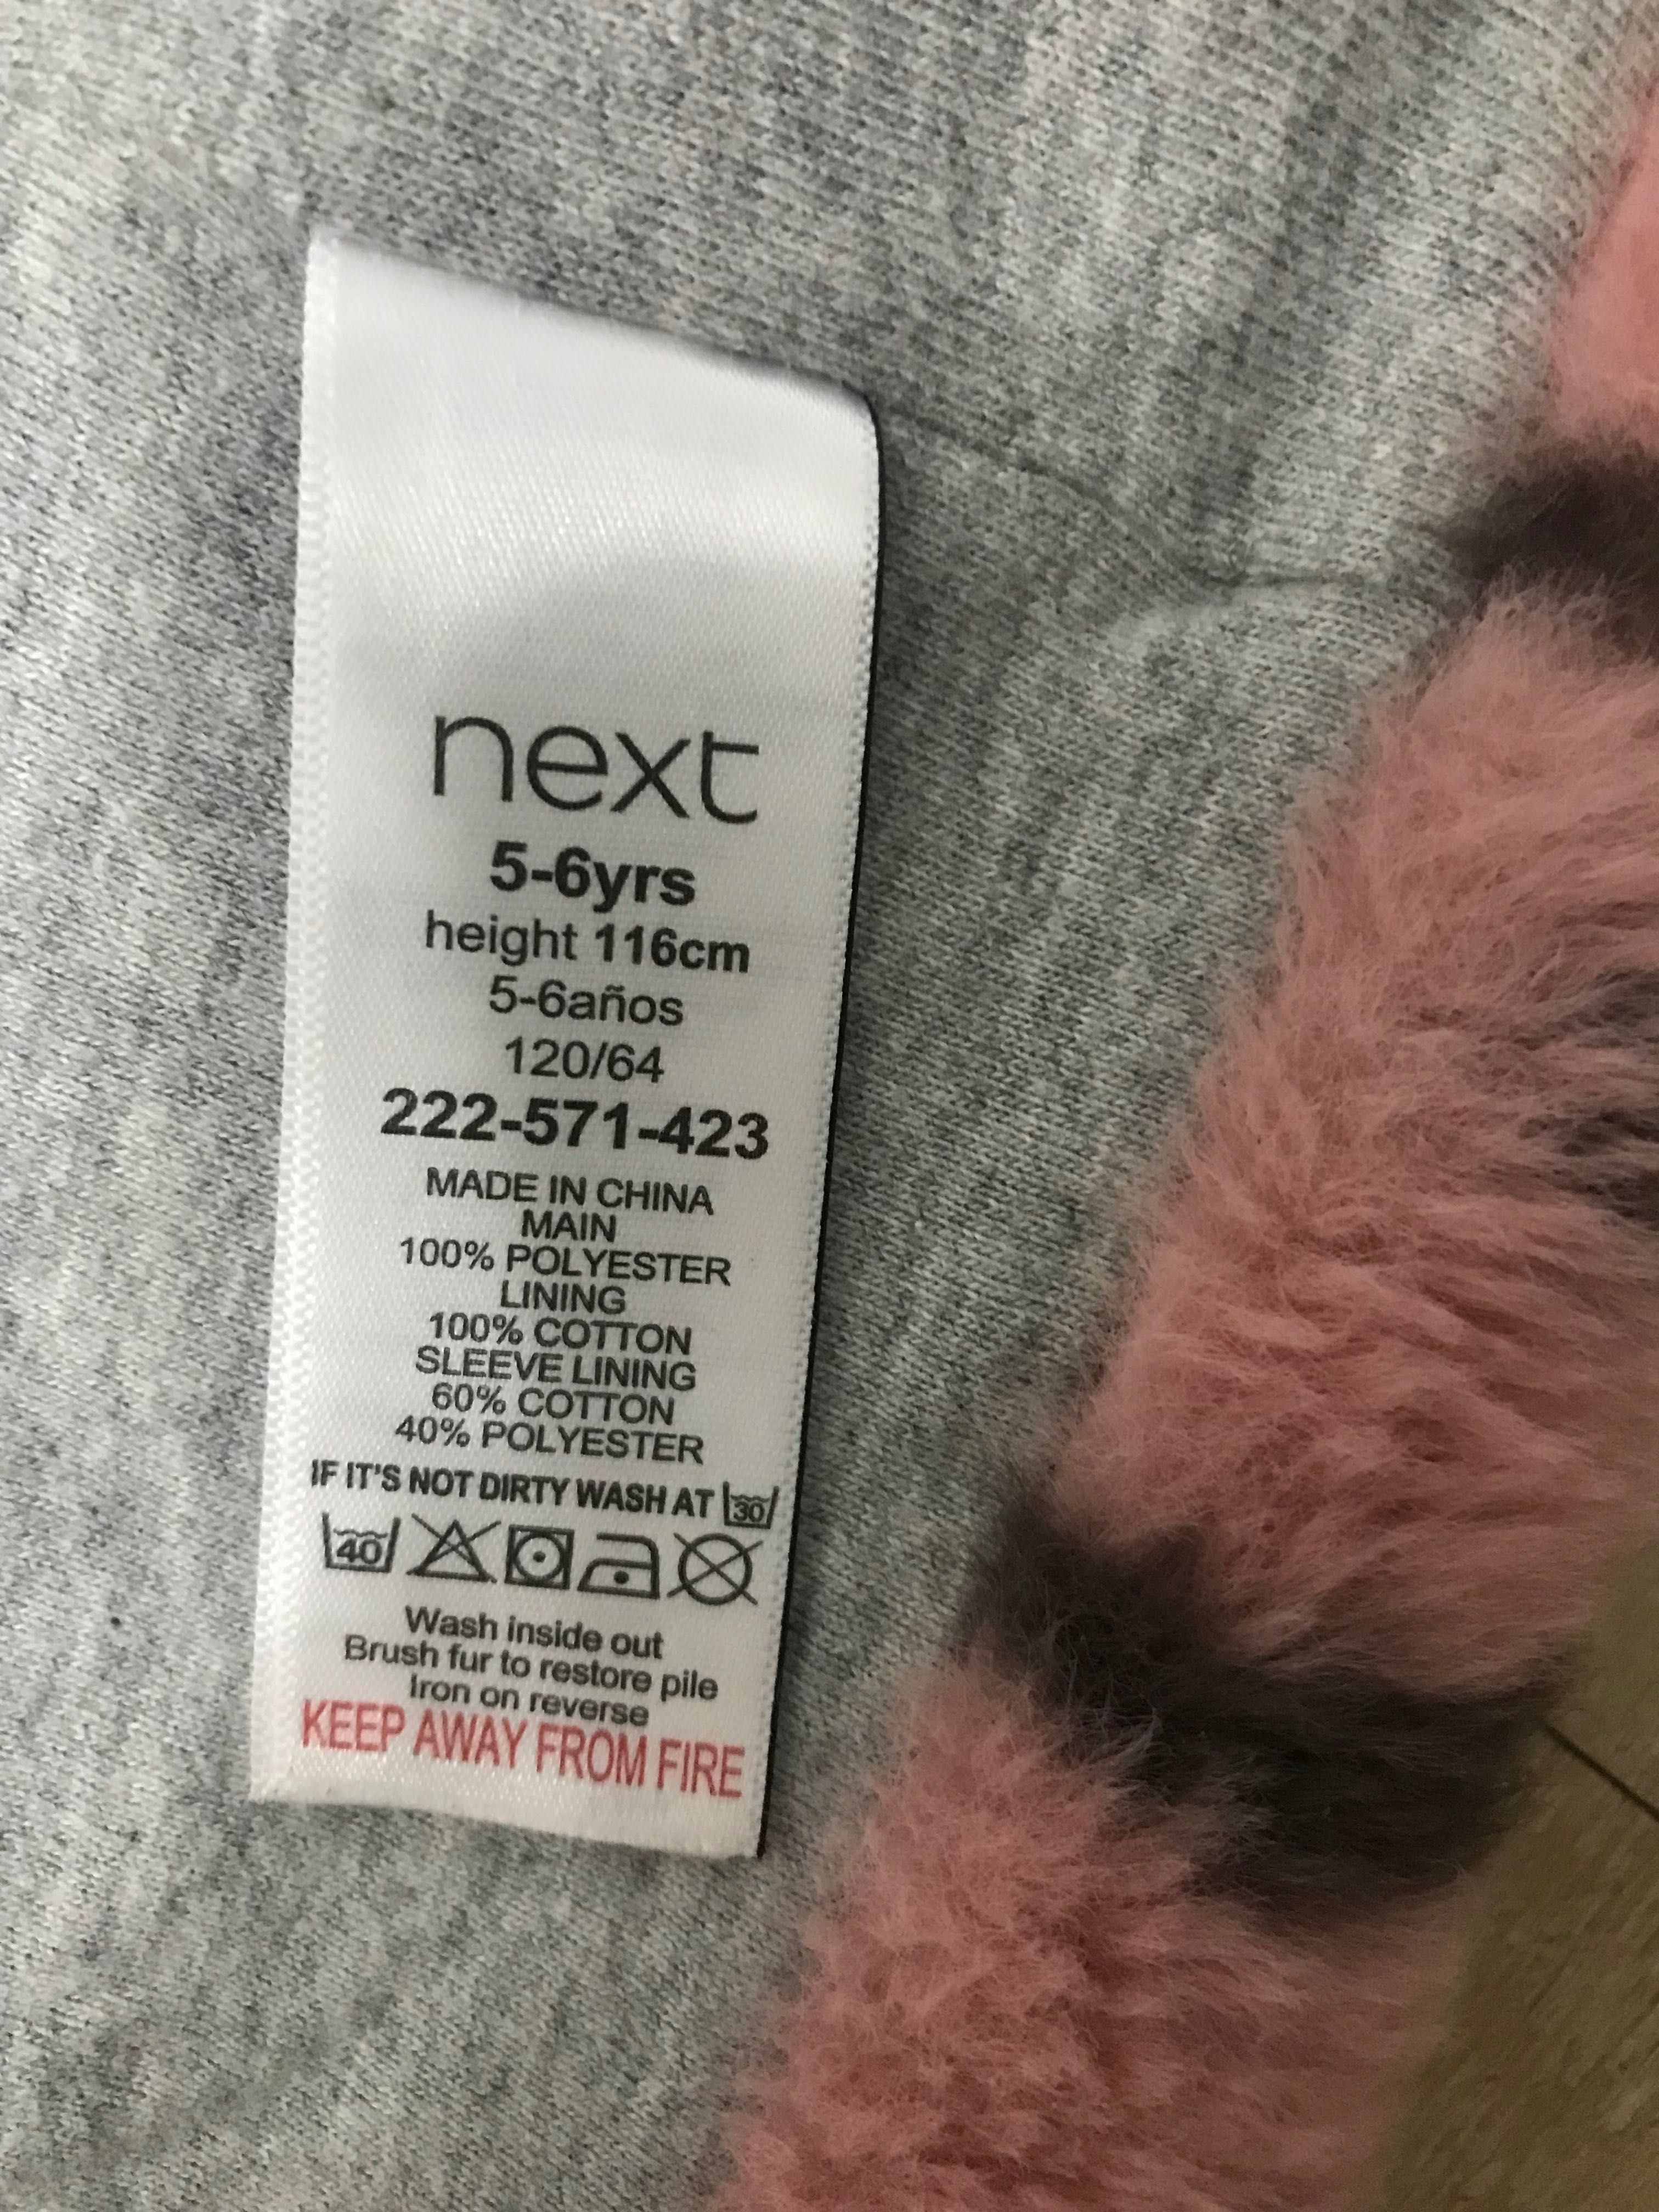 next
5-6yrs
height 116cm
5-6años
120/64
222-571-423
MADE IN CHINA
MAIN
100% POLYESTER
LINING
100% COTTON
SLEEVE LINING
60% COTTON
40% POLYESTER
IF IT'S NOT DIRTY WASH AT 30
40
Wash inside out
Brush fur to restore pile
Iron on reverse
KEEP AWAY FROM FIRE